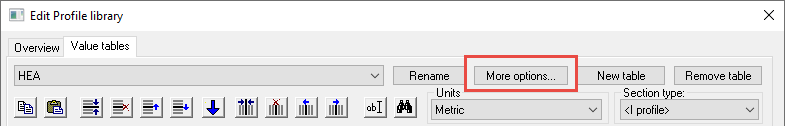 Edit Profile library
Overview Value tables
HEA Rename More options... New table Remove table
Units Section type:
ab Metric <I profile>